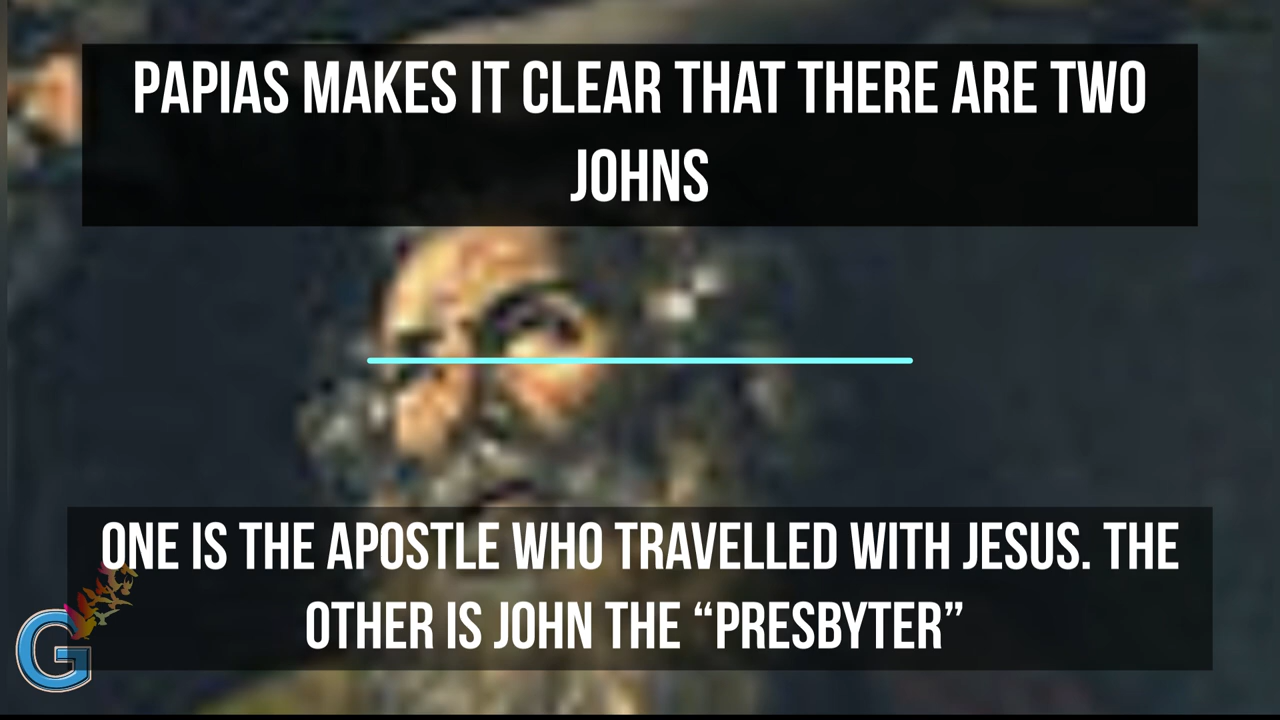 PAPIAS MAKES IT CLEAR THAT THERE ARE TWO
JOHNS
ONE IS THE APOSTLE WHO TRAVELLED WITH JESUS. THE
OTHER IS JOHN THE “PRESBYTER”
G